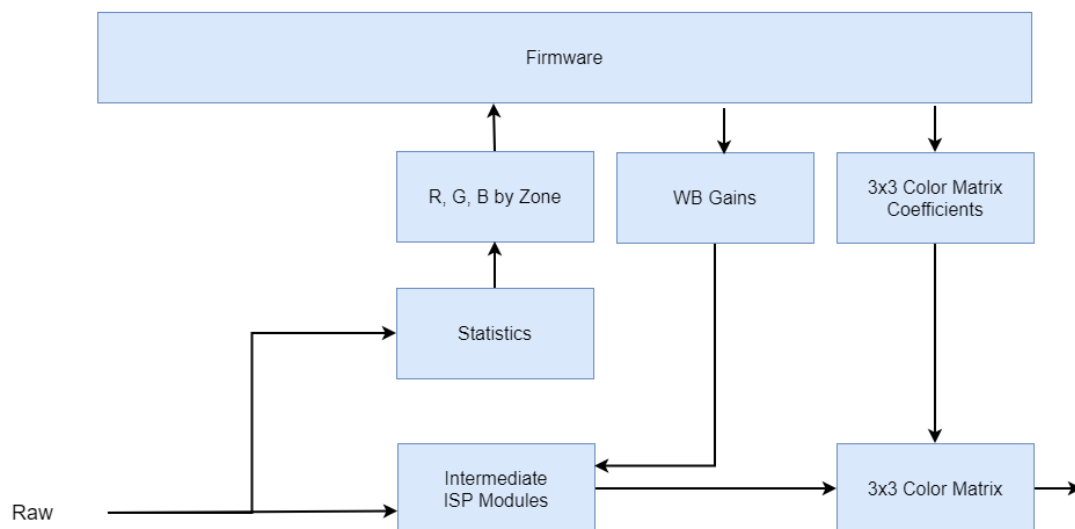 Firmware
R, G, B by Zone
WB Gains
3x3 Color Matrix
Coefficients
Statistics
Intermediate
ISP Modules
3x3 Color Matrix
Raw